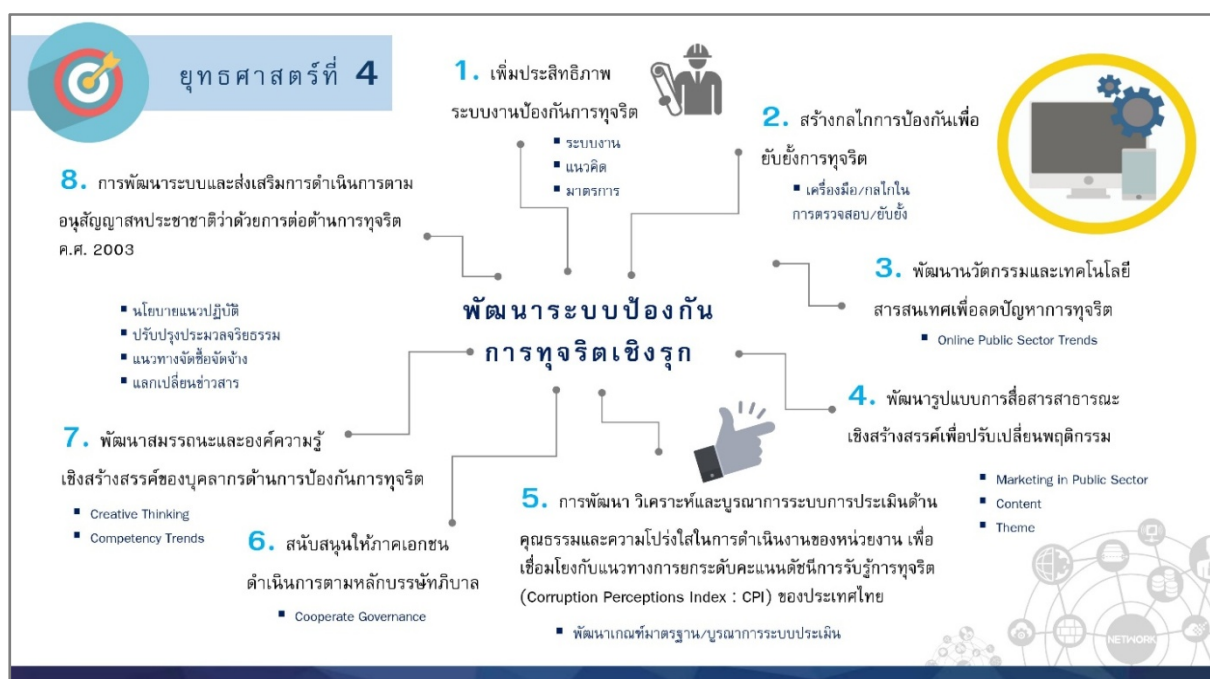 ยุทธศาสตร์ที่ 4
1. เพิ่มประสิทธิภาพ
ระบบงานป้องกันการทุจริต
▪ ระบบงาน
▪ แนวคิด
▪ มาตรการ
2. สร้างกลไกการป้องกันเพื่อ
ยับยั้งการทุจริต
▪ เครื่องมือ/กลไกใน
การตรวจสอบ/ยับยั้ง
3. พัฒนานวัตกรรมและเทคโนโลยี
สารสนเทศเพื่อลดปัญหาการทุจริต
▪ Online Public Sector Trends
พัฒนาระบบป้องกัน
การทุจริตเชิงรุก
4. พัฒนารูปแบบการสื่อสารสาธารณะ
เชิงสร้างสรรค์เพื่อปรับเปลี่ยนพฤติกรรม
▪ Marketing in Public Sector
▪ Content
▪ Theme
5. การพัฒนา วิเคราะห์และบูรณาการระบบการประเมินด้าน
คุณธรรมและความโปร่งใสในการดำเนินงานของหน่วยงาน เพื่อ
เชื่อมโยงกับแนวทางการยกระดับคะแนนดัชนีการรับรู้การทุจริต
(Corruption Perceptions Index : CPI) ของประเทศไทย
▪ พัฒนาเกณฑ์มาตรฐาน/บูรณาการระบบประเมิน
6. สนับสนุนให้ภาคเอกชน
ดำเนินการตามหลักบรรษัทภิบาล
▪ Cooperate Governance
7. พัฒนาสมรรถนะและองค์ความรู้
เชิงสร้างสรรค์ของบุคลากรด้านการป้องกันการทุจริต
▪ Creative Thinking
▪ Competency Trends
8. การพัฒนาระบบและส่งเสริมการดำเนินการตาม
อนุสัญญาสหประชาชาติว่าด้วยการต่อต้านการทุจริต
ค.ศ. 2003
▪ นโยบายแนวปฏิบัติ
▪ ปรับปรุงประมวลจริยธรรม
▪ แนวทางจัดซื้อจัดจ้าง
▪ แลกเปลี่ยนข่าวสาร
NETWORK